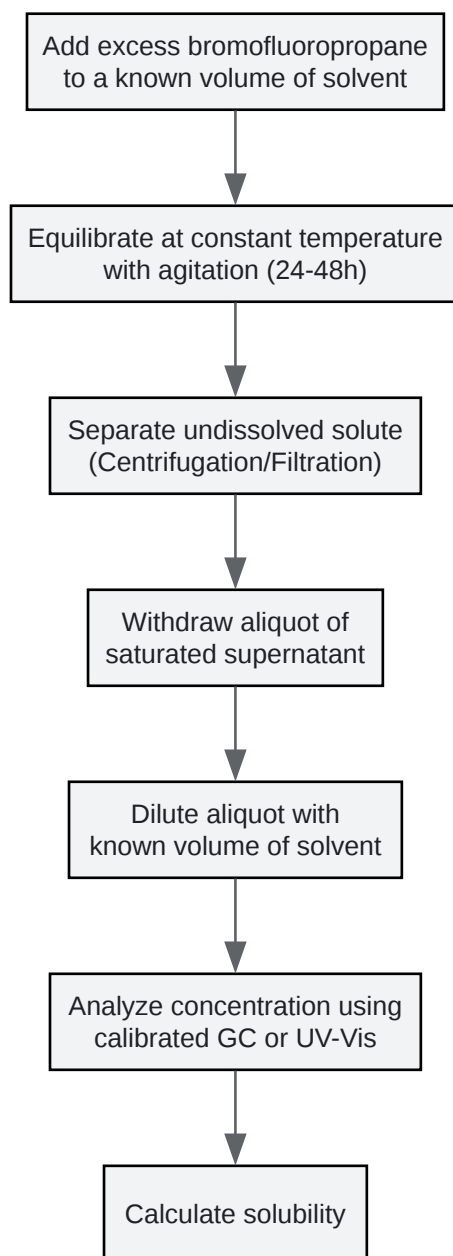 Add excess bromofluoropropane
to a known volume of solvent
Equilibrate at constant temperature
with agitation (24-48h)
Separate undissolved solute
(Centrifugation/Filtration)
Withdraw aliquot of
saturated supernatant
Dilute aliquot with
known volume of solvent
Analyze concentration using
calibrated GC or UV-Vis
Calculate solubility